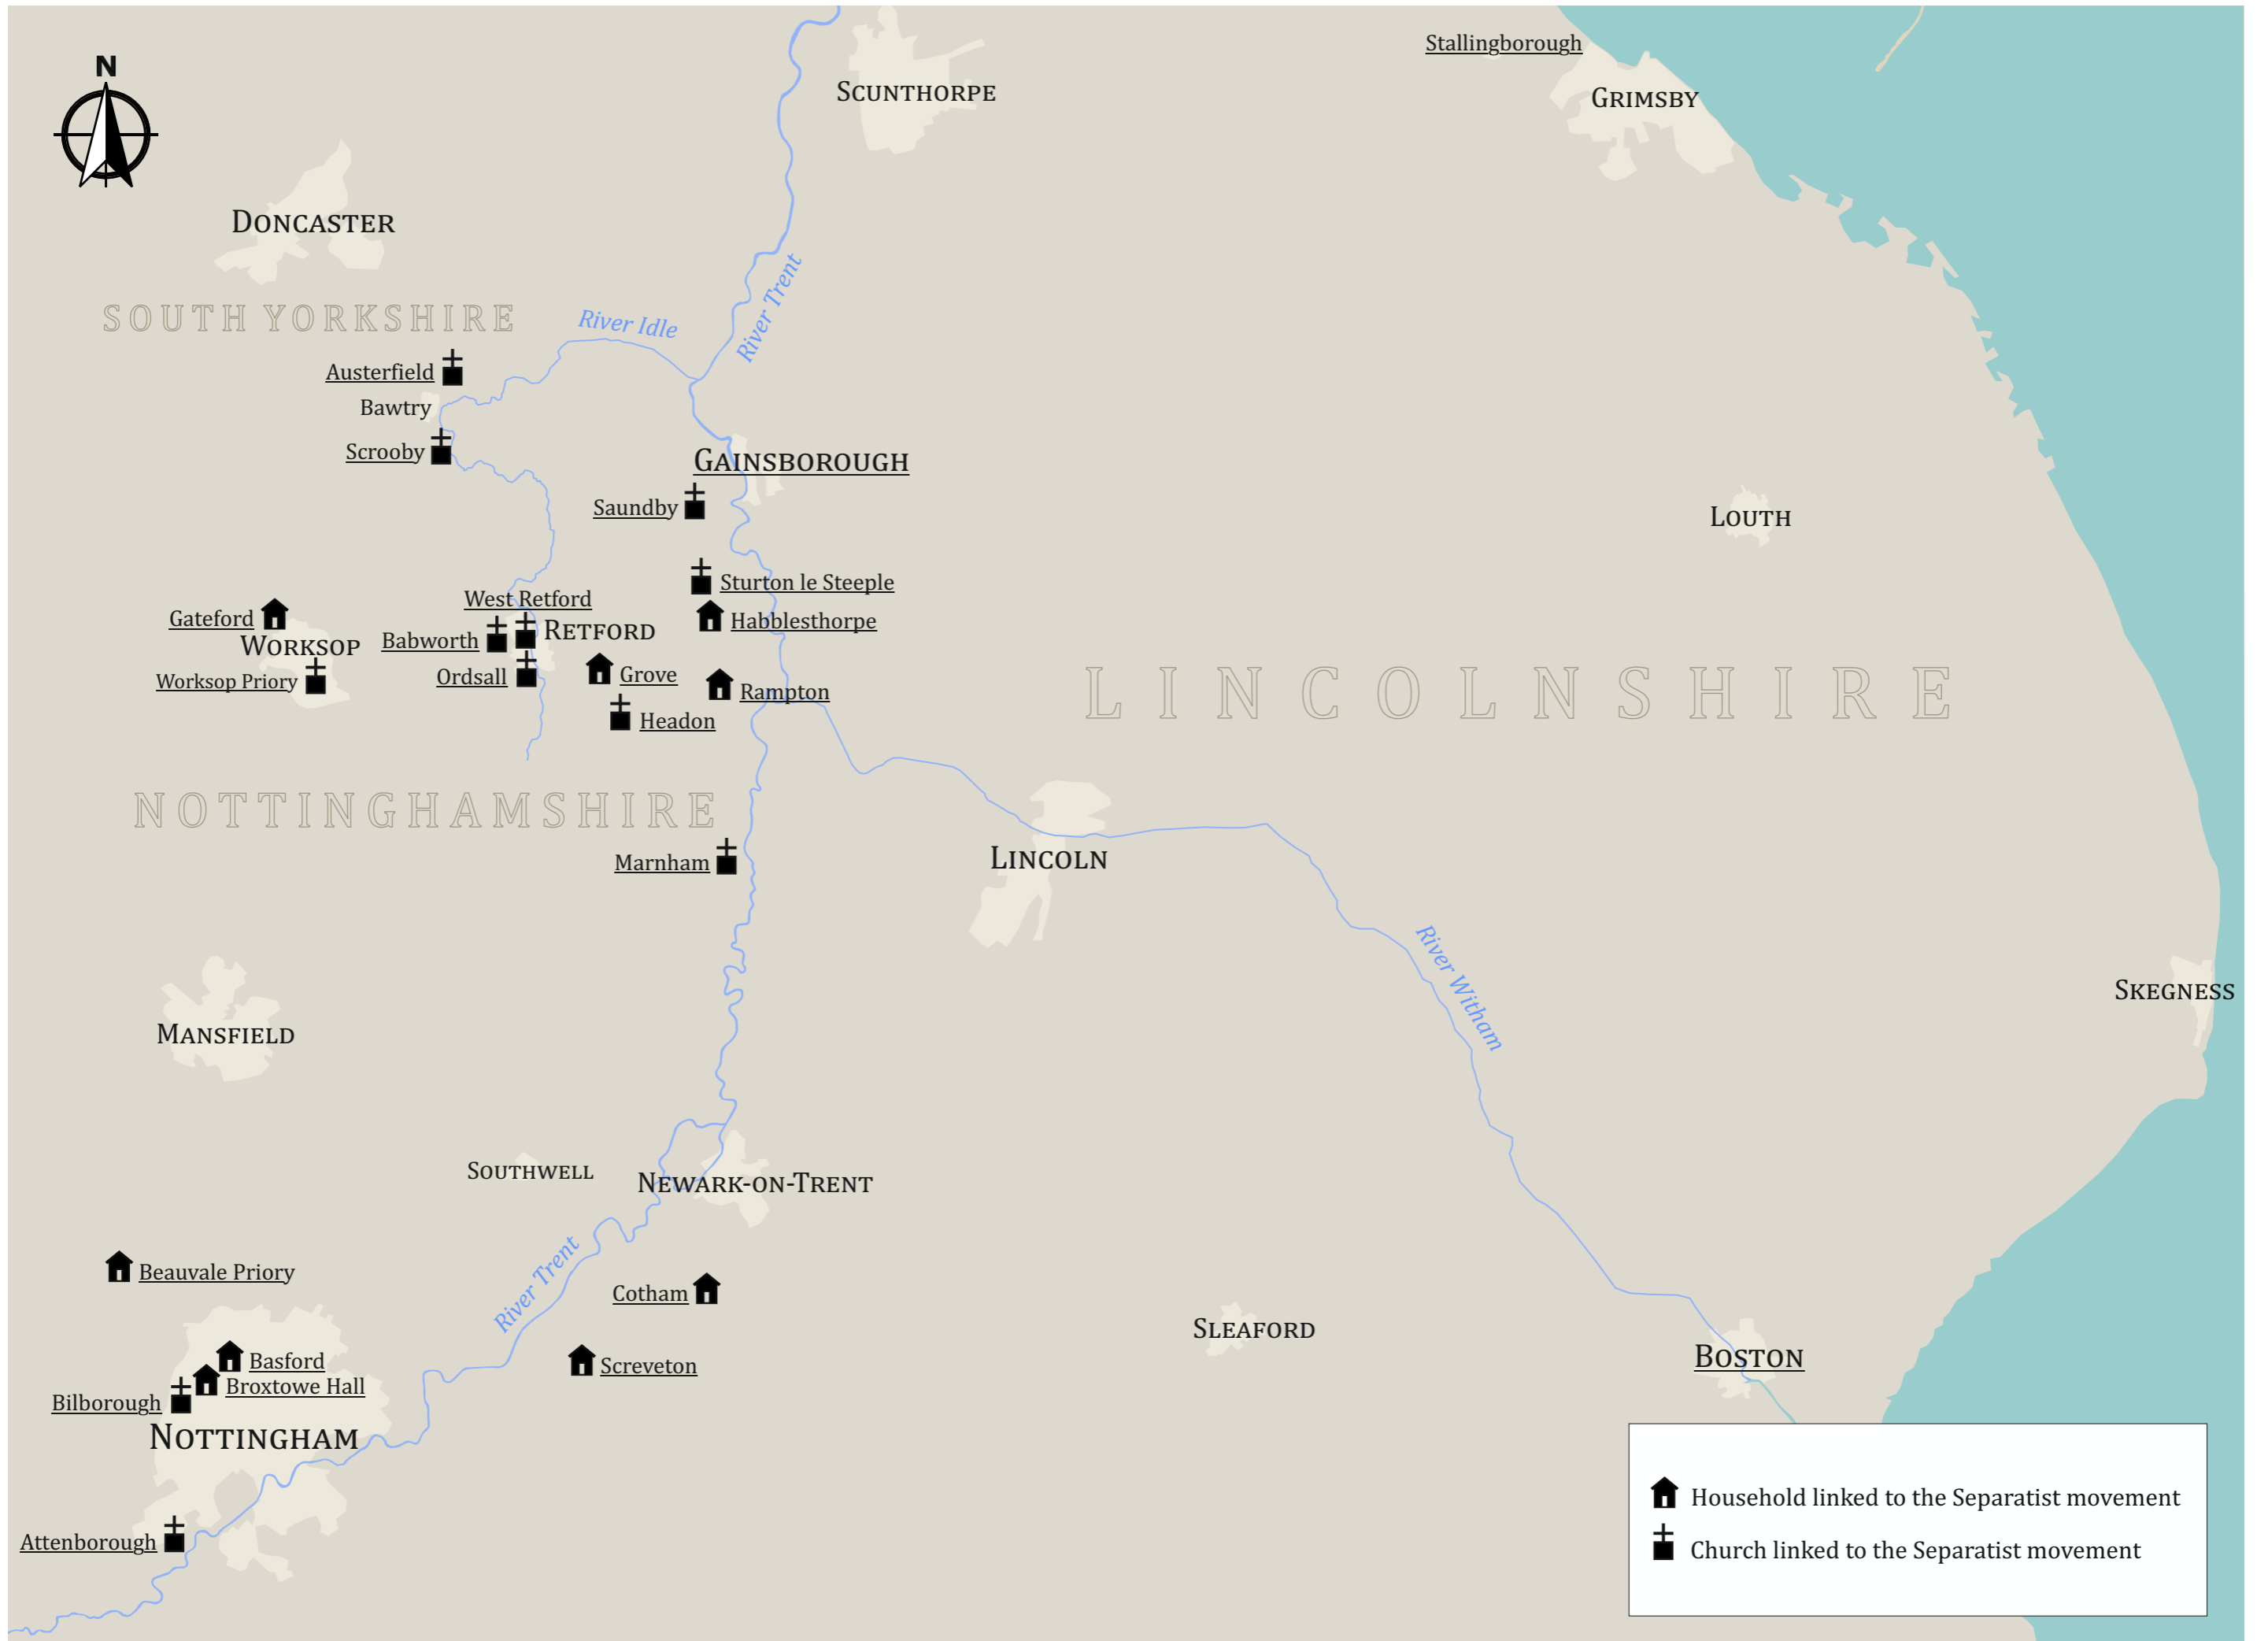 Stallingborough
N
SCUNTHORPE
GRIMSBY
DONCASTER
River Trent
SOUTH YORKSHIRE
River Idle
Austerfield
Bawtry
Scrooby
GAINSBOROUGH
Saundby
LOUTH
Sturton le Steeple
West Retford
Gateford
Habblesthorpe
RETFORD
Babworth
WORKSOP
Grove
Ordsall
Worksop Priory
Rampton
LINCOLNSHIRE
Headon
NOTTINGHAMSHIRE
LINCOLN
Marnham
River Witham
SKEGNESS
MANSFIELD
SOUTHWELL
NEWARK-ON-TRENT
Beauvale Priory
River Trent
Cotham
SLEAFORD
BOSTON
Basford
Screveton
Broxtowe Hall
Bilborough
NOTTINGHAM
Attenborough
Household linked to the Separatist movement
Church linked to the Separatist movement